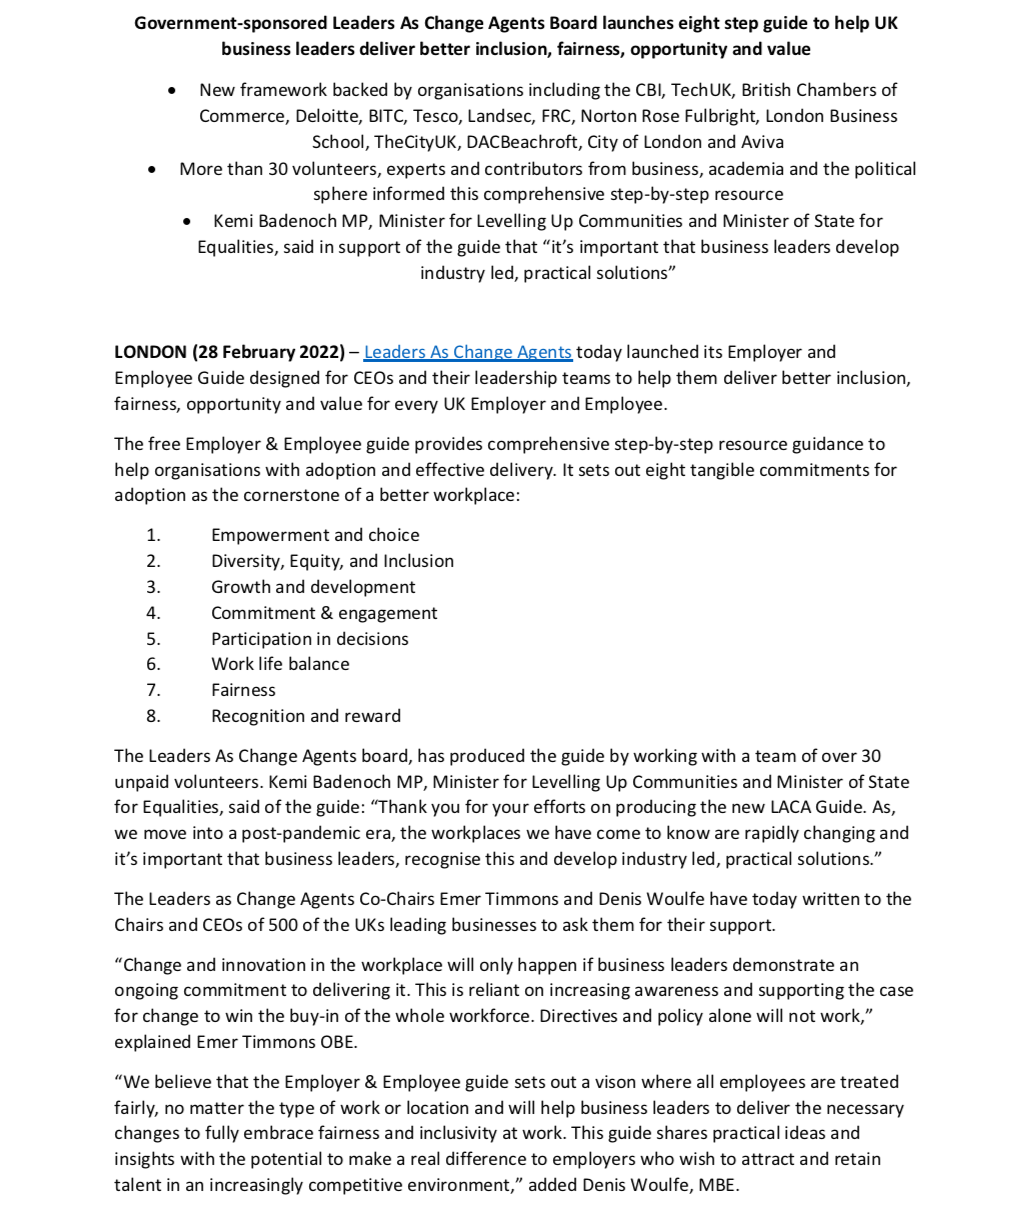 Government-sponsored Leaders As Change Agents Board launches eight step guide to help UK
business leaders deliver better inclusion, fairness, opportunity and value
• New framework backed by organisations including the CBI, TechUK, British Chambers of
Commerce, Deloitte, BITC, Tesco, Landsec, FRC, Norton Rose Fulbright, London Business
School, TheCityUK, DACBeachroft, City of London and Aviva
• More than 30 volunteers, experts and contributors from business, academia and the political
sphere informed this comprehensive step-by-step resource
• Kemi Badenoch MP, Minister for Levelling Up Communities and Minister of State for
Equalities, said in support of the guide that “it’s important that business leaders develop
industry led, practical solutions”
LONDON (28 February 2022) – Leaders As Change Agents today launched its Employer and
Employee Guide designed for CEOs and their leadership teams to help them deliver better inclusion,
fairness, opportunity and value for every UK Employer and Employee.
The free Employer & Employee guide provides comprehensive step-by-step resource guidance to
help organisations with adoption and effective delivery. It sets out eight tangible commitments for
adoption as the cornerstone of a better workplace:
1. Empowerment and choice
2. Diversity, Equity, and Inclusion
3. Growth and development
4. Commitment & engagement
5. Participation in decisions
6. Work life balance
7. Fairness
8. Recognition and reward
The Leaders As Change Agents board, has produced the guide by working with a team of over 30
unpaid volunteers. Kemi Badenoch MP, Minister for Levelling Up Communities and Minister of State
for Equalities, said of the guide: “Thank you for your efforts on producing the new LACA Guide. As,
we move into a post-pandemic era, the workplaces we have come to know are rapidly changing and
it’s important that business leaders, recognise this and develop industry led, practical solutions.”
The Leaders as Change Agents Co-Chairs Emer Timmons and Denis Woulfe have today written to the
Chairs and CEOs of 500 of the UKs leading businesses to ask them for their support.
“Change and innovation in the workplace will only happen if business leaders demonstrate an
ongoing commitment to delivering it. This is reliant on increasing awareness and supporting the case
for change to win the buy-in of the whole workforce. Directives and policy alone will not work,”
explained Emer Timmons OBE.
“We believe that the Employer & Employee guide sets out a vison where all employees are treated
fairly, no matter the type of work or location and will help business leaders to deliver the necessary
changes to fully embrace fairness and inclusivity at work. This guide shares practical ideas and
insights with the potential to make a real difference to employers who wish to attract and retain
talent in an increasingly competitive environment,” added Denis Woulfe, MBE.